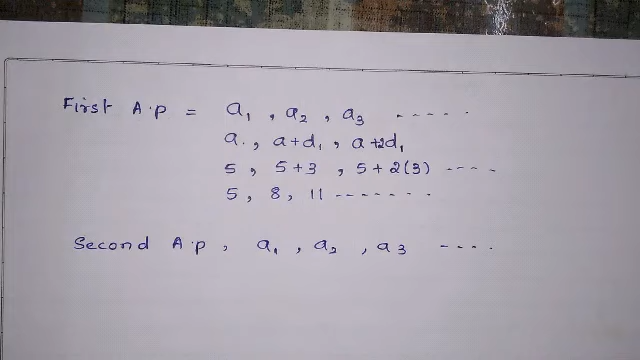 First A.p = a₁, a₂, a₃ -----
a., a+d₁, a+2d₁
5, 5+3, 5+2(3) ----
5, 8, 11 -------
Second A.p, a₁, a₂, a₃ ----